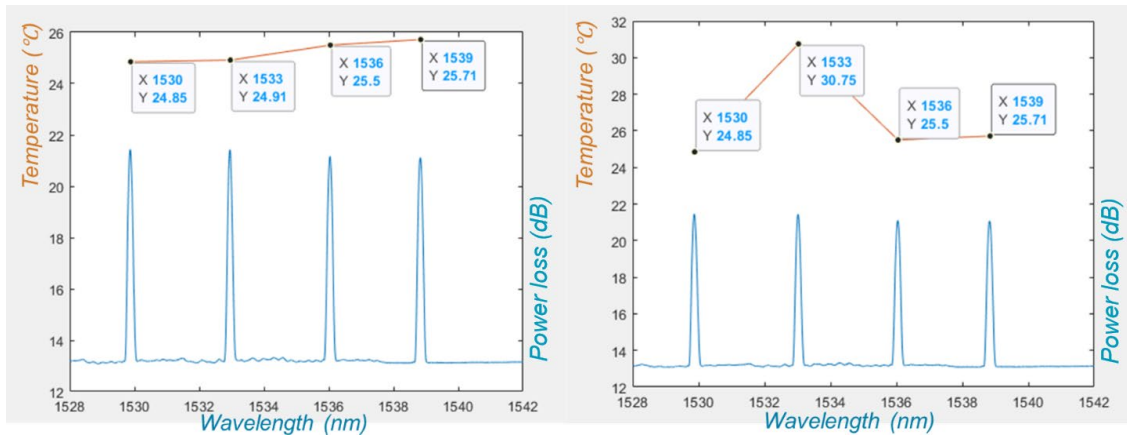 Temperature (℃)
26
24
22
20
18
16
14
12
X 1530
Y 24.85
X 1533
Y 24.91
X 1536
Y 25.5
X 1539
Y 25.71
Power loss (dB)
1528
1530
1532
1534
1536
1538
1540
1542
Wavelength (nm)
Temperature (℃)
32
30
28
26
24
22
20
18
16
14
12
X 1530
Y 24.85
X 1533
Y 30.75
X 1536
Y 25.5
X 1539
Y 25.71
Power loss (dB)
1528
1530
1532
1534
1536
1538
1540
1542
Wavelength (nm)